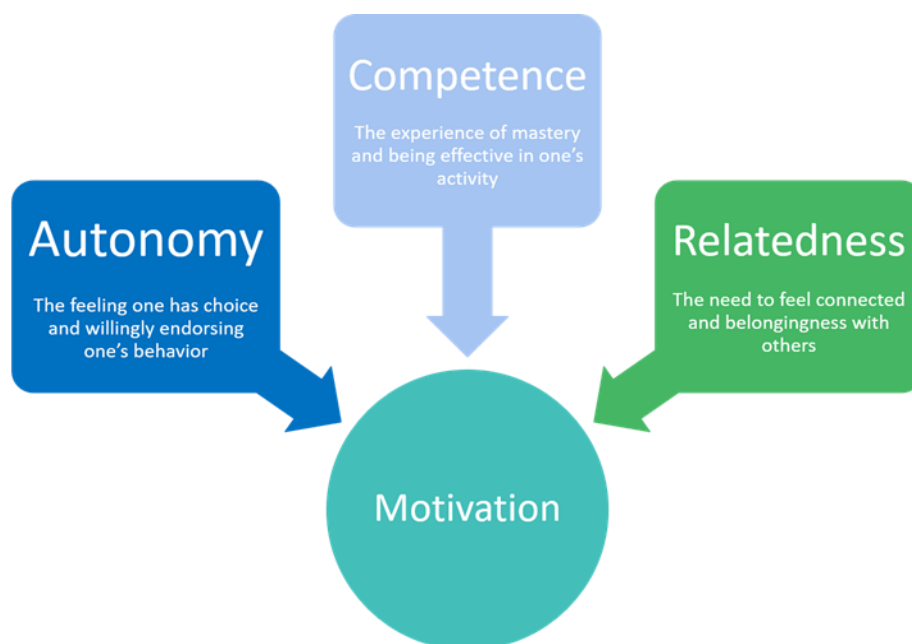 Competence
The experience of mastery
and being effective in one's
activity
Autonomy
The feeling one has choice
and willingly endorsing
one's behavior
Relatedness
The need to feel connected
and belongingness with
others
Motivation